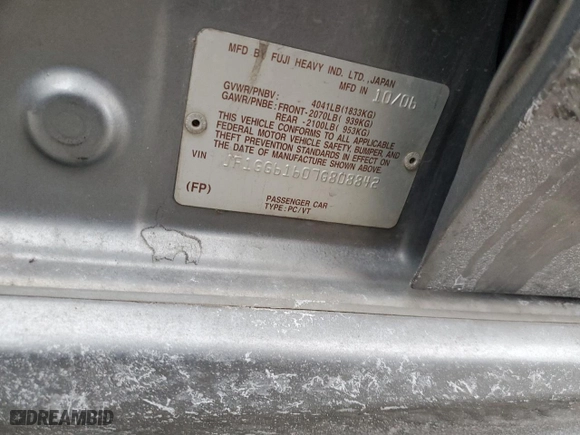 MFD BY FUJI HEAVY IND. LTD., JAPAN
MFD IN 10/06
GVWR/PNBV: 4041LB(1833KG)
GAWR/PNBE: FRONT-2070LB( 939KG)
REAR -2100LB( 953KG)
THIS VEHICLE CONFORMS TO ALL APPLICABLE
FEDERAL MOTOR VEHICLE SAFETY, BUMPER, AND
THEFT PREVENTION STANDARDS IN EFFECT ON
THE DATE OF MANUFACTURE SHOWN ABOVE.
VIN JF1GG61607G808842
(FP)
PASSENGER CAR
TYPE: PC/VT
DREAMBID